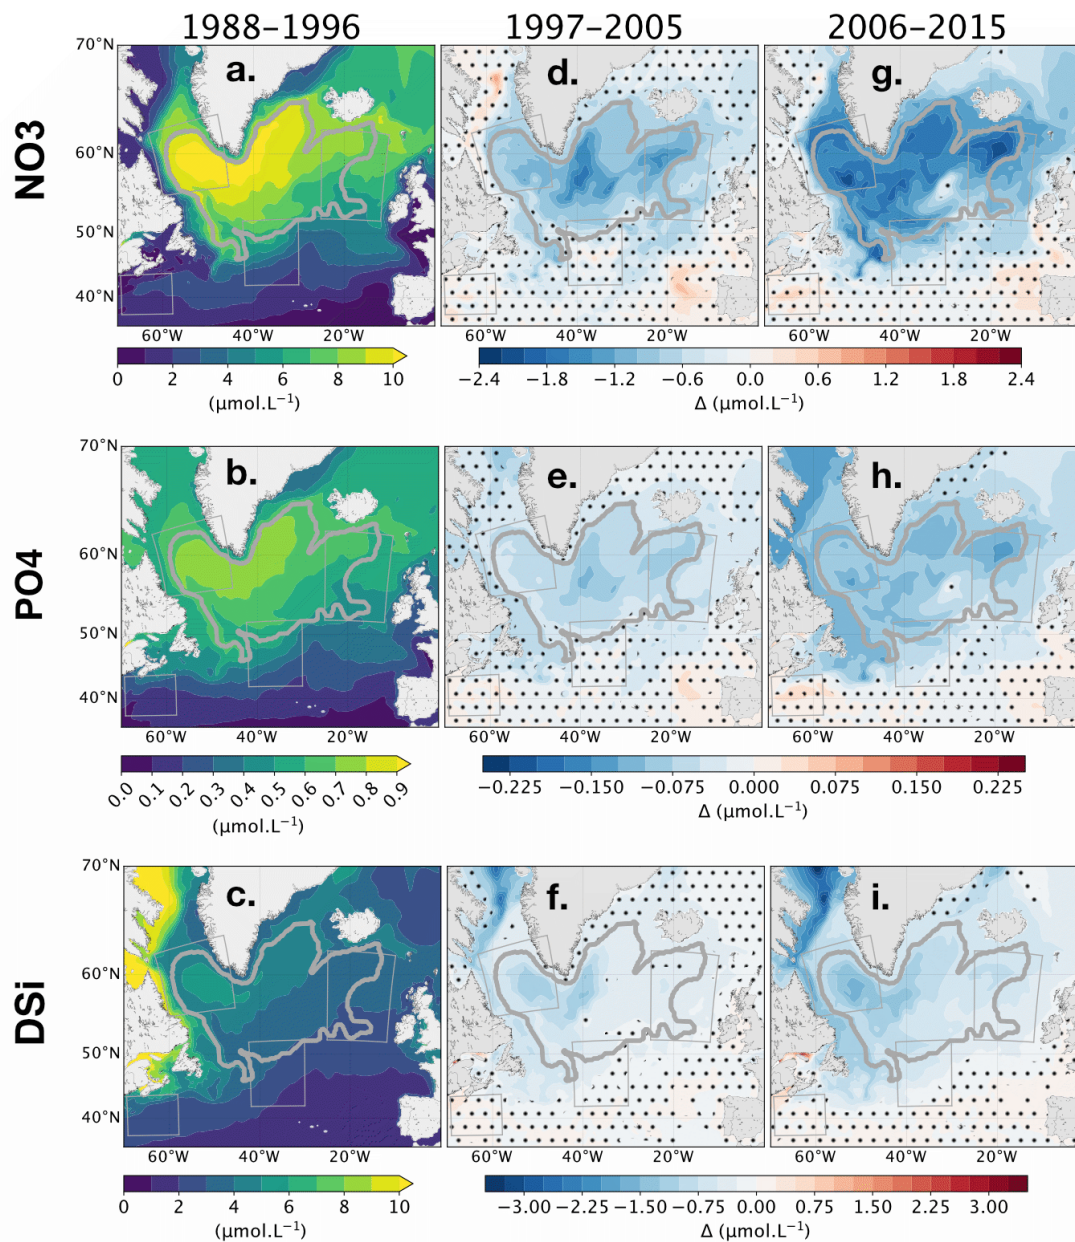 1988–1996 1997–2005 2006–2015
NO3
70°N a. d. g.
60°N
50°N
40°N
60°W 40°W 20°W 60°W 40°W 20°W 60°W 40°W 20°W
0 2 4 6 8 10 −2.4 −1.8 −1.2 −0.6 0.0 0.6 1.2 1.8 2.4
(μmol.L⁻¹) Δ (μmol.L⁻¹)
PO4
70°N b. e. h.
60°N
50°N
40°N
60°W 40°W 20°W 60°W 40°W 20°W 60°W 40°W 20°W
0.0 0.1 0.2 0.3 0.4 0.5 0.6 0.7 0.8 0.9 −0.225 −0.150 −0.075 0.000 0.075 0.150 0.225
(μmol.L⁻¹) Δ (μmol.L⁻¹)
DSi
70°N c. f. i.
60°N
50°N
40°N
60°W 40°W 20°W 60°W 40°W 20°W 60°W 40°W 20°W
0 2 4 6 8 10 −3.00 −2.25 −1.50 −0.75 0.00 0.75 1.50 2.25 3.00
(μmol.L⁻¹) Δ (μmol.L⁻¹)